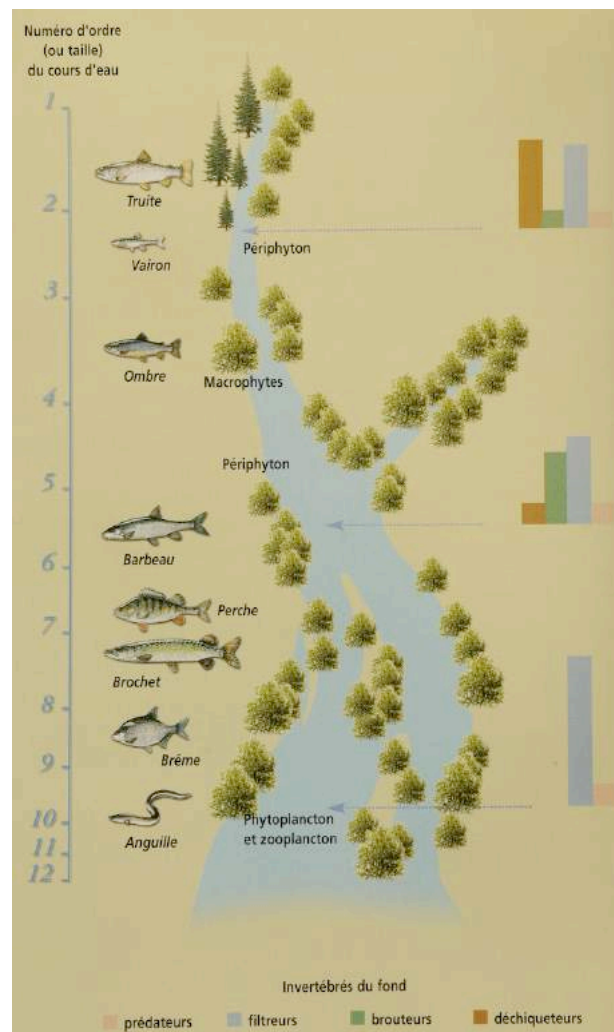 Numéro d'ordre
(ou taille)
du cours d'eau
1
Truite
2
Périphyton
Vairon
3
Ombre
Macrophytes
4
Périphyton
5
Barbeau
6
Perche
7
Brochet
8
Brême
9
10
Phytoplancton
et zooplancton
Anguille
11
12
Invertébrés du fond
prédateurs filtreurs brouteurs déchiqueteurs